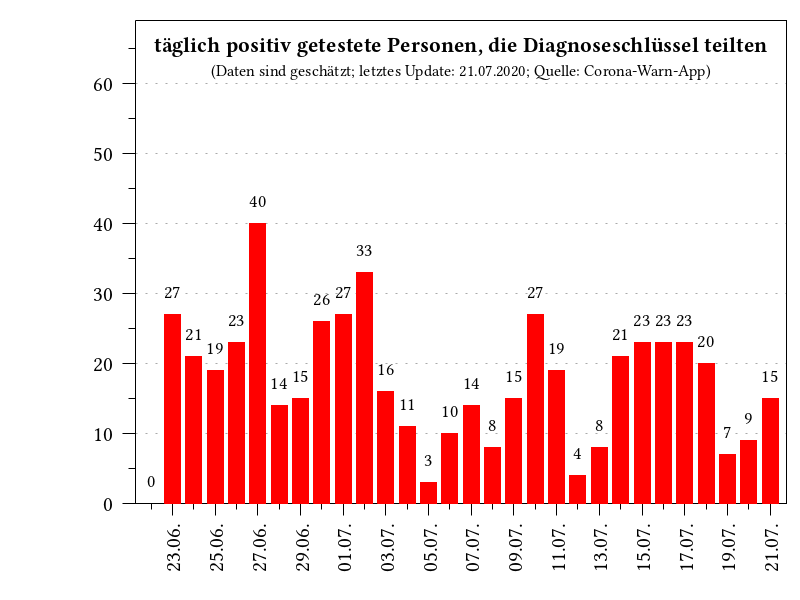 täglich positiv getestete Personen, die Diagnoseschlüssel teilten
(Daten sind geschätzt; letztes Update: 21.07.2020; Quelle: Corona-Warn-App)
60
50
40
30
20
10
0
0 27 21 19 23 40 14 15 26 27 33 16 11 3 10 14 8 15 27 19 4 8 21 23 23 23 20 7 9 15
23.06. 25.06. 27.06. 29.06. 01.07. 03.07. 05.07. 07.07. 09.07. 11.07. 13.07. 15.07. 17.07. 19.07. 21.07.